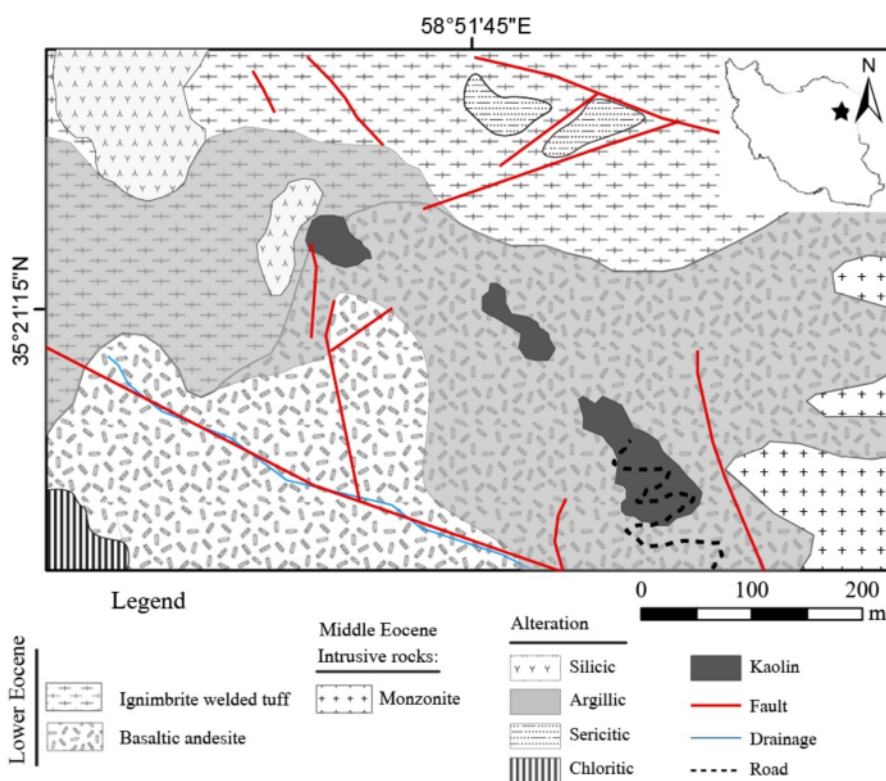 58°51'45"E
N
35°21'15"N
0 100 200
m
Legend
Lower Eocene
Ignimbrite welded tuff
Basaltic andesite
Middle Eocene
Intrusive rocks:
Monzonite
Alteration
Silicic
Argillic
Sericitic
Chloritic
Kaolin
Fault
Drainage
Road